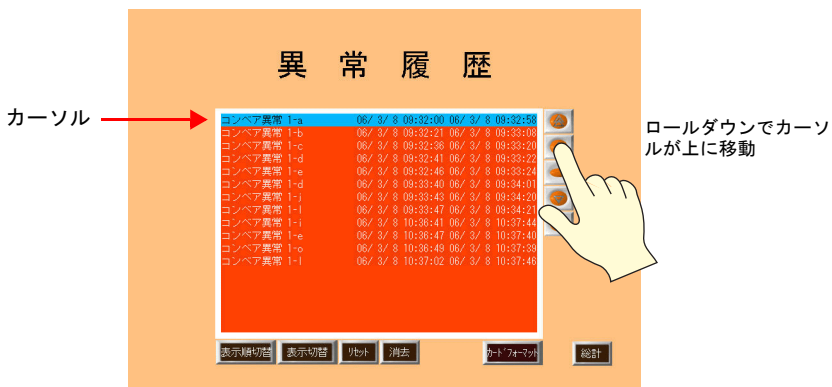 異常履歴
カーソル
コンベア異常 1-a 06/ 3/ 8 09:32:00 06/ 3/ 8 09:32:58
コンベア異常 1-b 06/ 3/ 8 09:32:21 06/ 3/ 8 09:33:08
コンベア異常 1-c 06/ 3/ 8 09:32:36 06/ 3/ 8 09:33:20
コンベア異常 1-d 06/ 3/ 8 09:32:41 06/ 3/ 8 09:33:22
コンベア異常 1-e 06/ 3/ 8 09:32:46 06/ 3/ 8 09:33:24
コンベア異常 1-d 06/ 3/ 8 09:33:40 06/ 3/ 8 09:34:01
コンベア異常 1-j 06/ 3/ 8 09:33:43 06/ 3/ 8 09:34:20
コンベア異常 1-l 06/ 3/ 8 09:33:47 06/ 3/ 8 09:34:21
コンベア異常 1-i 06/ 3/ 8 10:36:41 06/ 3/ 8 10:37:44
コンベア異常 1-e 06/ 3/ 8 10:36:47 06/ 3/ 8 10:37:40
コンベア異常 1-o 06/ 3/ 8 10:36:49 06/ 3/ 8 10:37:39
コンベア異常 1-l 06/ 3/ 8 10:37:02 06/ 3/ 8 10:37:46
ロールダウンでカーソ
ルが上に移動
表示順切替 表示切替 リセット 消去 カードフォーマット 総計